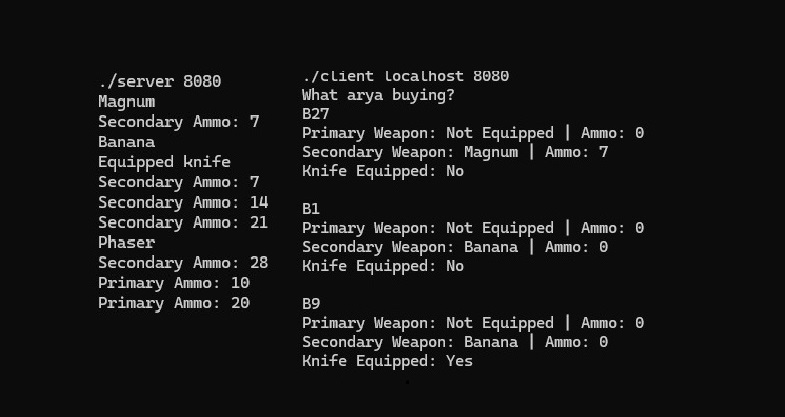 ./server 8080
Magnum
Secondary Ammo: 7
Banana
Equipped knife
Secondary Ammo: 7
Secondary Ammo: 14
Secondary Ammo: 21
Phaser
Secondary Ammo: 28
Primary Ammo: 10
Primary Ammo: 20
./client localhost 8080
What arya buying?
B27
Primary Weapon: Not Equipped | Ammo: 0
Secondary Weapon: Magnum | Ammo: 7
Knife Equipped: No
B1
Primary Weapon: Not Equipped | Ammo: 0
Secondary Weapon: Banana | Ammo: 0
Knife Equipped: No
B9
Primary Weapon: Not Equipped | Ammo: 0
Secondary Weapon: Banana | Ammo: 0
Knife Equipped: Yes